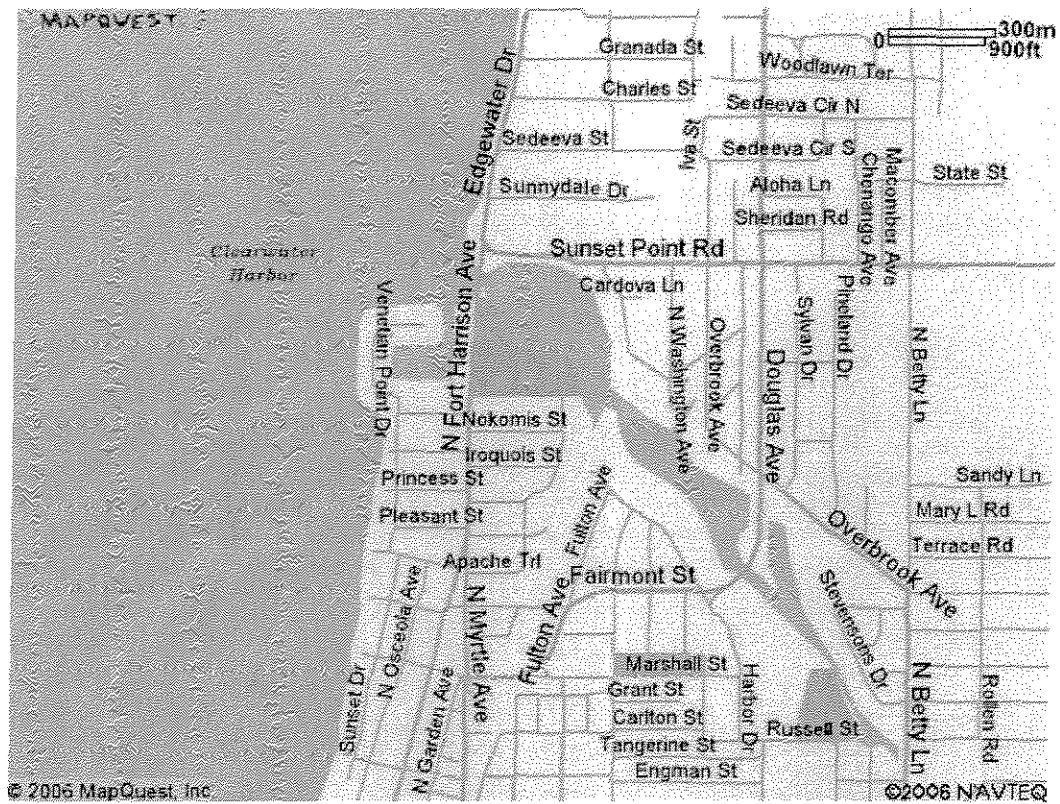 MAPQUEST
300m
0
900ft
Granada St
Edgewater Dr
Woodlawn Ter
Charles St
Sedeeva Cir N
Sedeeva St
Iva St
Sedeeva Cir S
Macomber Ave
Chenango Ave
State St
Sunnydale Dr
Aloha Ln
Sheridan Rd
Sunset Point Rd
Clearwater
Harbor
N Fort Harrison Ave
Venetian Point Dr
Cardova Ln
N Washington Ave
Overbrook Ave
Douglas Ave
Sylvan Dr
Pineland Dr
N Betty Ln
Nokomis St
Iroquois St
Princess St
Sandy Ln
Pleasant St
Fulton Ave
Mary L Rd
Overbrook Ave
Terrace Rd
Apache Trl
Fairmont St
N Osceola Ave
N Myrtle Ave
Fulton Ave
Stevensons Dr
Marshall St
Sunset Dr
N Garden Ave
Grant St
Harbor Dr
N Betty Ln
Rollen Rd
Carlton St
Russell St
Tangerine St
Engman St
© 2006 MapQuest, Inc
©2006 NAVTEQ